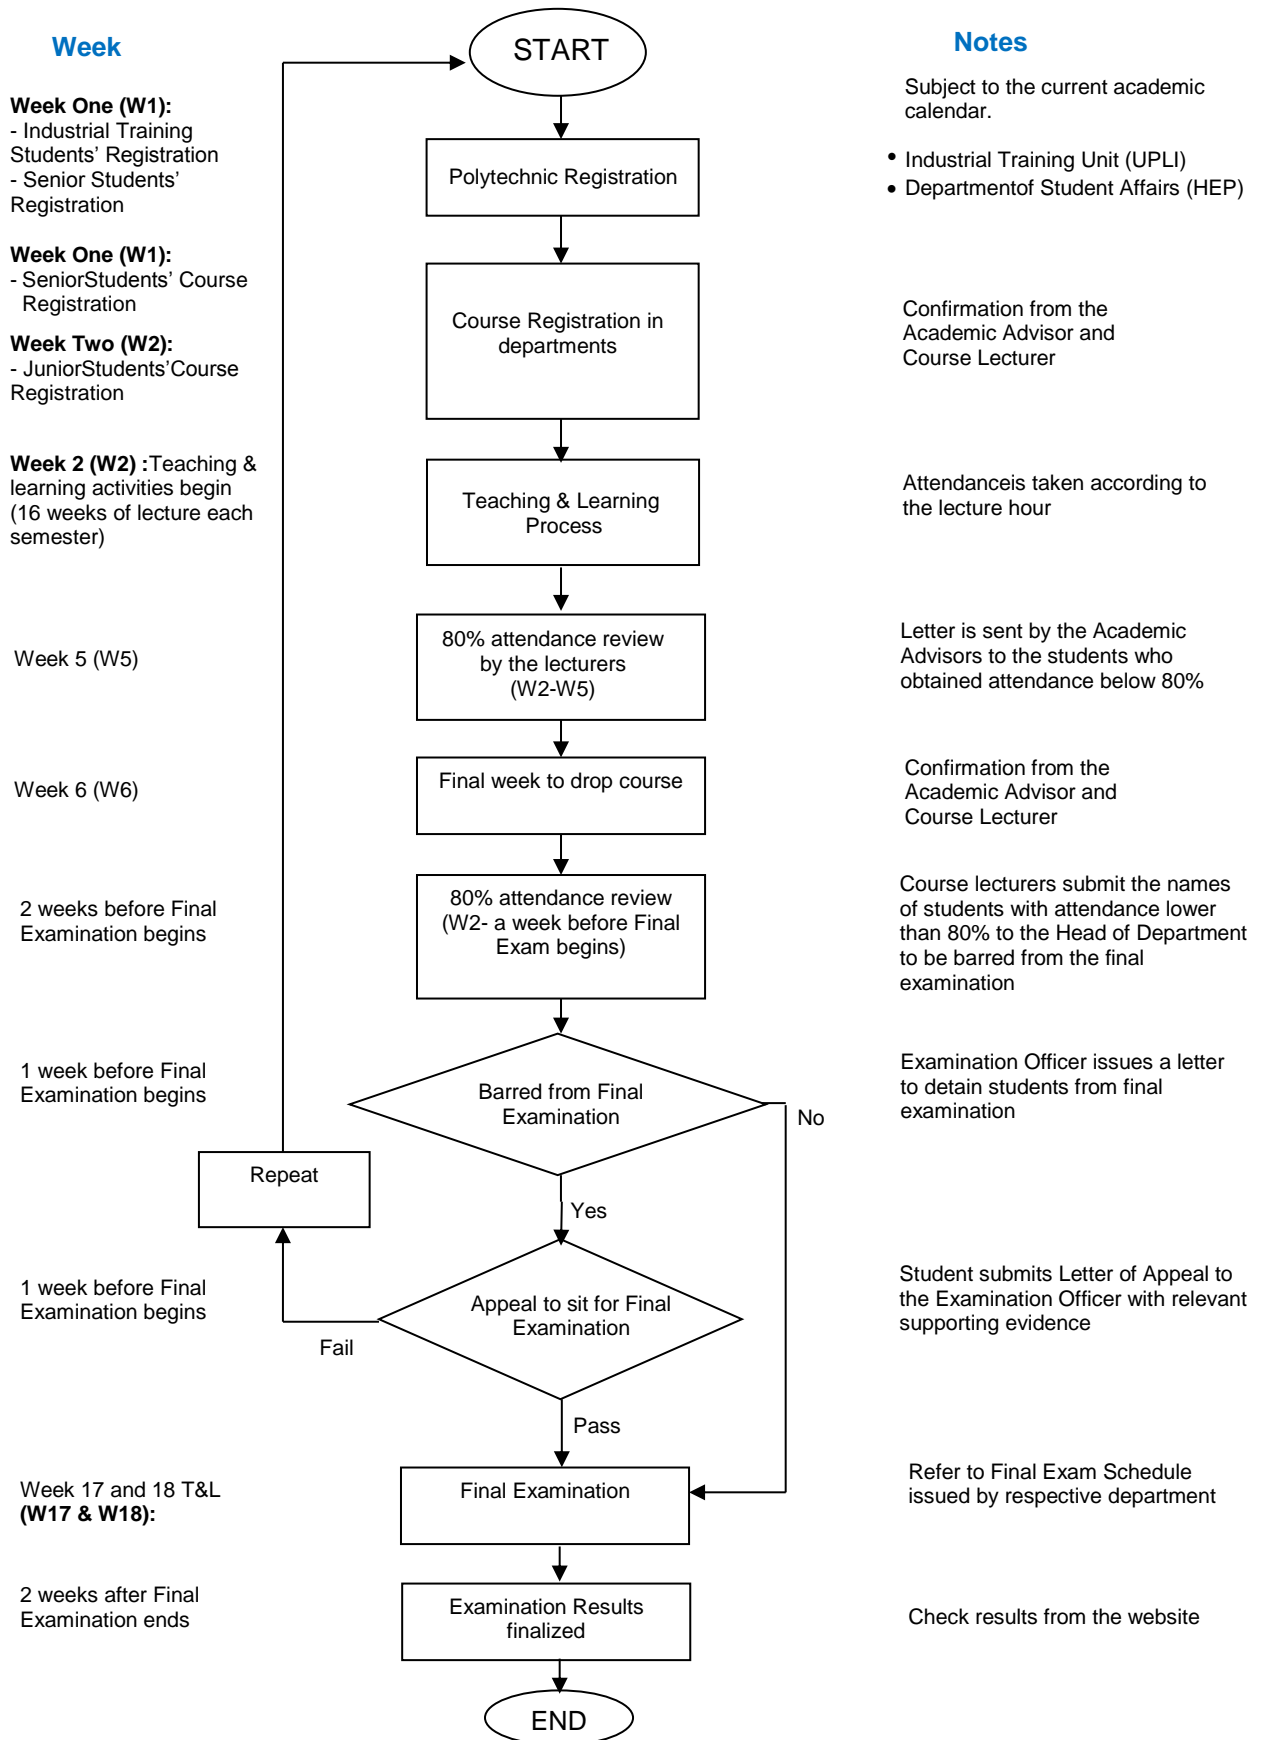 Week
START
Notes
Week One (W1):
- Industrial Training
Students’ Registration
- Senior Students’
Registration
Polytechnic Registration
Subject to the current academic
calendar.
• Industrial Training Unit (UPLI)
• Departmentof Student Affairs (HEP)
Week One (W1):
- SeniorStudents’ Course
Registration
Week Two (W2):
- JuniorStudents’Course
Registration
Course Registration in
departments
Confirmation from the
Academic Advisor and
Course Lecturer
Week 2 (W2) :Teaching &
learning activities begin
(16 weeks of lecture each
semester)
Teaching & Learning
Process
Attendanceis taken according to
the lecture hour
Week 5 (W5)
80% attendance review
by the lecturers
(W2-W5)
Letter is sent by the Academic
Advisors to the students who
obtained attendance below 80%
Week 6 (W6)
Final week to drop course
Confirmation from the
Academic Advisor and
Course Lecturer
2 weeks before Final
Examination begins
80% attendance review
(W2- a week before Final
Exam begins)
Course lecturers submit the names
of students with attendance lower
than 80% to the Head of Department
to be barred from the final
examination
1 week before Final
Examination begins
Barred from Final
Examination
No
Examination Officer issues a letter
to detain students from final
examination
Repeat
Yes
1 week before Final
Examination begins
Appeal to sit for Final
Examination
Fail
Pass
Student submits Letter of Appeal to
the Examination Officer with relevant
supporting evidence
Week 17 and 18 T&L
(W17 & W18):
Final Examination
Refer to Final Exam Schedule
issued by respective department
2 weeks after Final
Examination ends
Examination Results
finalized
Check results from the website
END